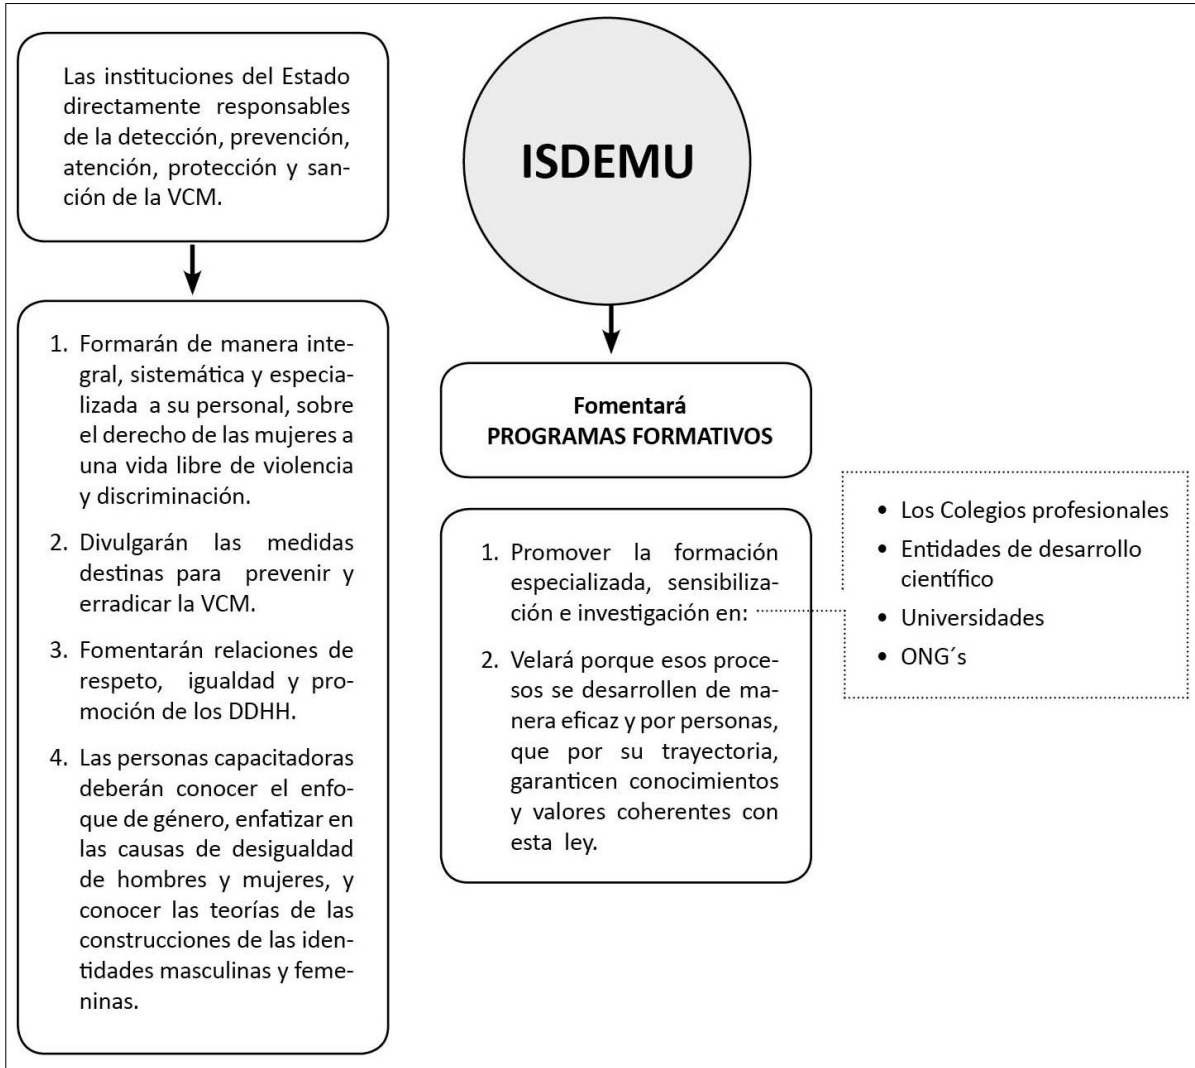 Las instituciones del Estado
directamente responsables
de la detección, prevención,
atención, protección y san-
ción de la VCM.
1. Formarán de manera inte-
gral, sistemática y especia-
lizada a su personal, sobre
el derecho de las mujeres a
una vida libre de violencia
y discriminación.
2. Divulgarán las medidas
destinas para prevenir y
erradicar la VCM.
3. Fomentarán relaciones de
respeto, igualdad y pro-
moción de los DDHH.
4. Las personas capacitadoras
deberán conocer el enfo-
que de género, enfatizar en
las causas de desigualdad
de hombres y mujeres, y
conocer las teorías de las
construcciones de las iden-
tidades masculinas y feme-
ninas.
ISDEMU
Fomentará
PROGRAMAS FORMATIVOS
1. Promover la formación
especializada, sensibiliza-
ción e investigación en:
2. Velará porque esos proce-
sos se desarrollen de ma-
nera eficaz y por personas,
que por su trayectoria,
garanticen conocimientos
y valores coherentes con
esta ley.
• Los Colegios profesionales
• Entidades de desarrollo
científico
• Universidades
• ONG´s